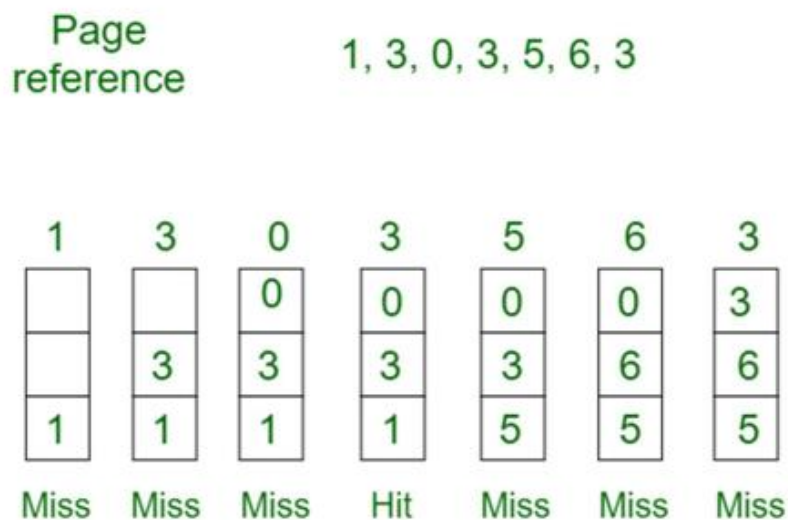 Page
reference
1, 3, 0, 3, 5, 6, 3
1 3 0 3 5 6 3
0 0 0 0 3
3 3 3 3 6 6
1 1 1 1 5 5 5
Miss Miss Miss Hit Miss Miss Miss